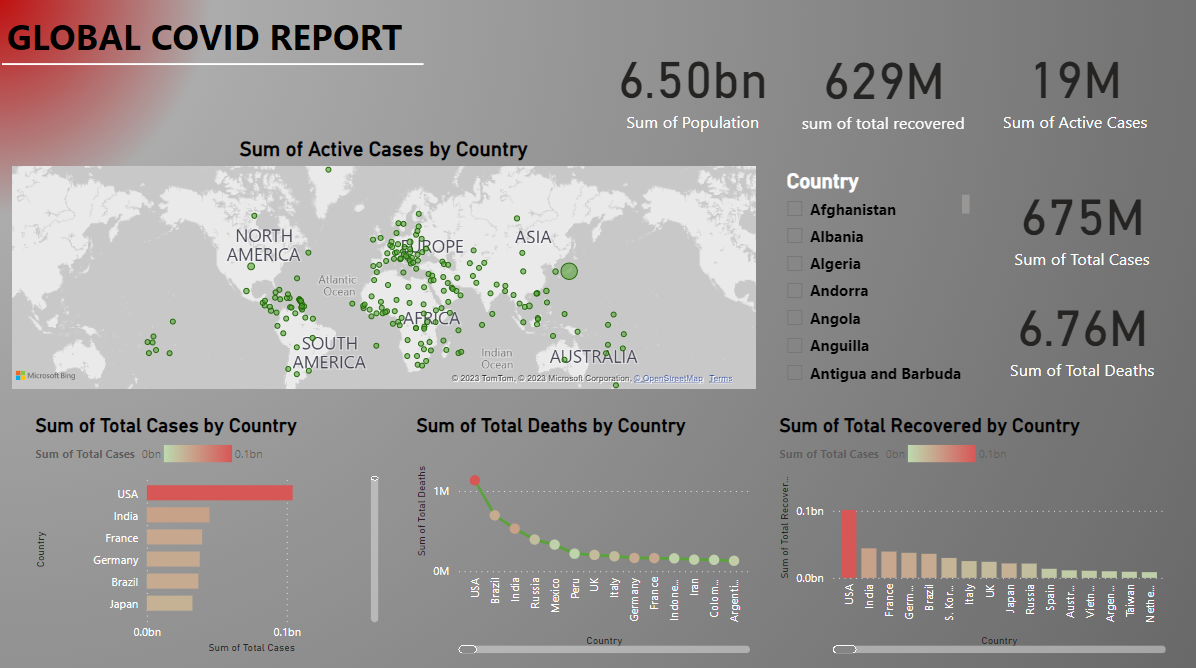 GLOBAL COVID REPORT
6.50bn
Sum of Population
629M
sum of total recovered
19M
Sum of Active Cases
Sum of Active Cases by Country
NORTH
AMERICA
EUROPE
ASIA
Atlantic
Ocean
AFRICA
SOUTH
AMERICA
Indian
Ocean
AUSTRALIA
Microsoft Bing
© 2023 TomTom, © 2023 Microsoft Corporation, © OpenStreetMap Terms
Country
Afghanistan
Albania
Algeria
Andorra
Angola
Anguilla
Antigua and Barbuda
675M
Sum of Total Cases
6.76M
Sum of Total Deaths
Sum of Total Cases by Country
Sum of Total Cases 0bn 0.1bn
Country
USA
India
France
Germany
Brazil
Japan
0.0bn 0.1bn
Sum of Total Cases
Sum of Total Deaths by Country
Sum of Total Deaths
1M
0M
USA
Brazil
India
Russia
Mexico
Peru
UK
Italy
Germany
France
Indone...
Iran
Colom...
Argenti...
Country
Sum of Total Recovered by Country
Sum of Total Cases 0bn 0.1bn
Sum of Total Recover...
0.1bn
0.0bn
USA
India
France
Germ...
Brazil
S. Kor...
Italy
UK
Japan
Russia
Spain
Austr...
Vietn...
Argen...
Taiwan
Nethe...
Country